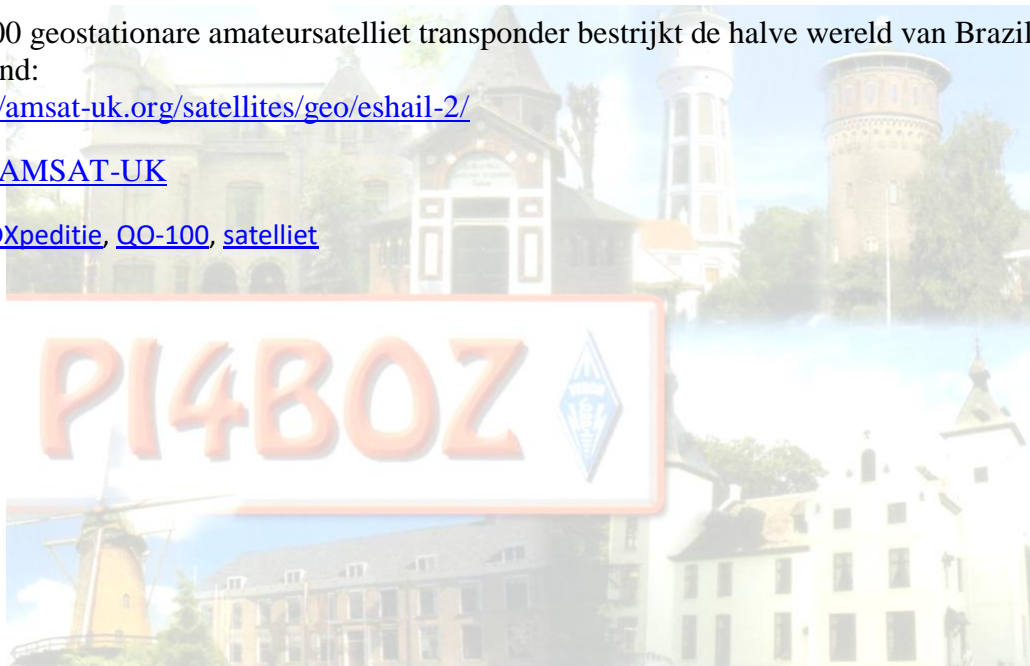 00 geostationare amateursatelliet transponder bestrijkt de halve wereld van Brazil
nd:
/amsat-uk.org/satellites/geo/eshail-2/
AMSAT-UK
DXpeditie, QO-100, satelliet
PI4BOZ